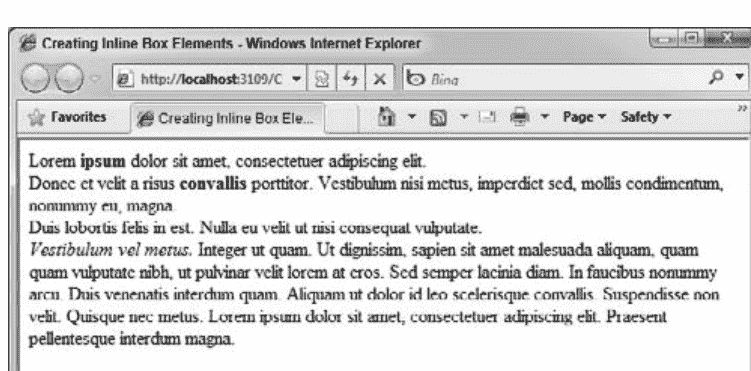 Creating Inline Box Elements - Windows Internet Explorer
http://localhost:3109/C
Bing
Favorites
Creating Inline Box Ele...
Page
Safety
»
Lorem ipsum dolor sit amet, consectetuer adipiscing elit.
Donec et velit a risus convallis porttitor. Vestibulum nisi metus, imperdiet sed, mollis condimentum,
nonummy eu, magna.
Duis lobortis felis in est. Nulla eu velit ut nisi consequat vulputate.
Vestibulum vel metus. Integer ut quam. Ut dignissim, sapien sit amet malesuada aliquam, quam
quam vulputate nibh, ut pulvinar velit lorem at eros. Sed semper lacinia diam. In faucibus nonummy
arcu. Duis venenatis interdum quam. Aliquam ut dolor id leo scelerisque convallis. Suspendisse non
velit. Quisque nec metus. Lorem ipsum dolor sit amet, consectetuer adipiscing elit. Praesent
pellentesque interdum magna.